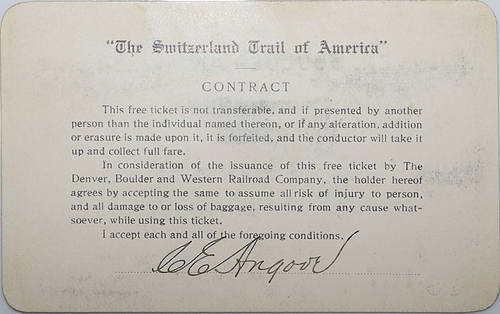 "The Switzerland Trail of America"
CONTRACT
This free ticket is not transferable, and if presented by another
person than the individual named thereon, or if any alteration, addition
or erasure is made upon it, it is forfeited, and the conductor will take it
up and collect full fare.
In consideration of the issuance of this free ticket by The
Denver, Boulder and Western Railroad Company, the holder hereof
agrees by accepting the same to assume all risk of injury to person,
and all damage to or loss of baggage, resulting from any cause what-
soever, while using this ticket.
I accept each and all of the foregoing conditions.
C E Angove